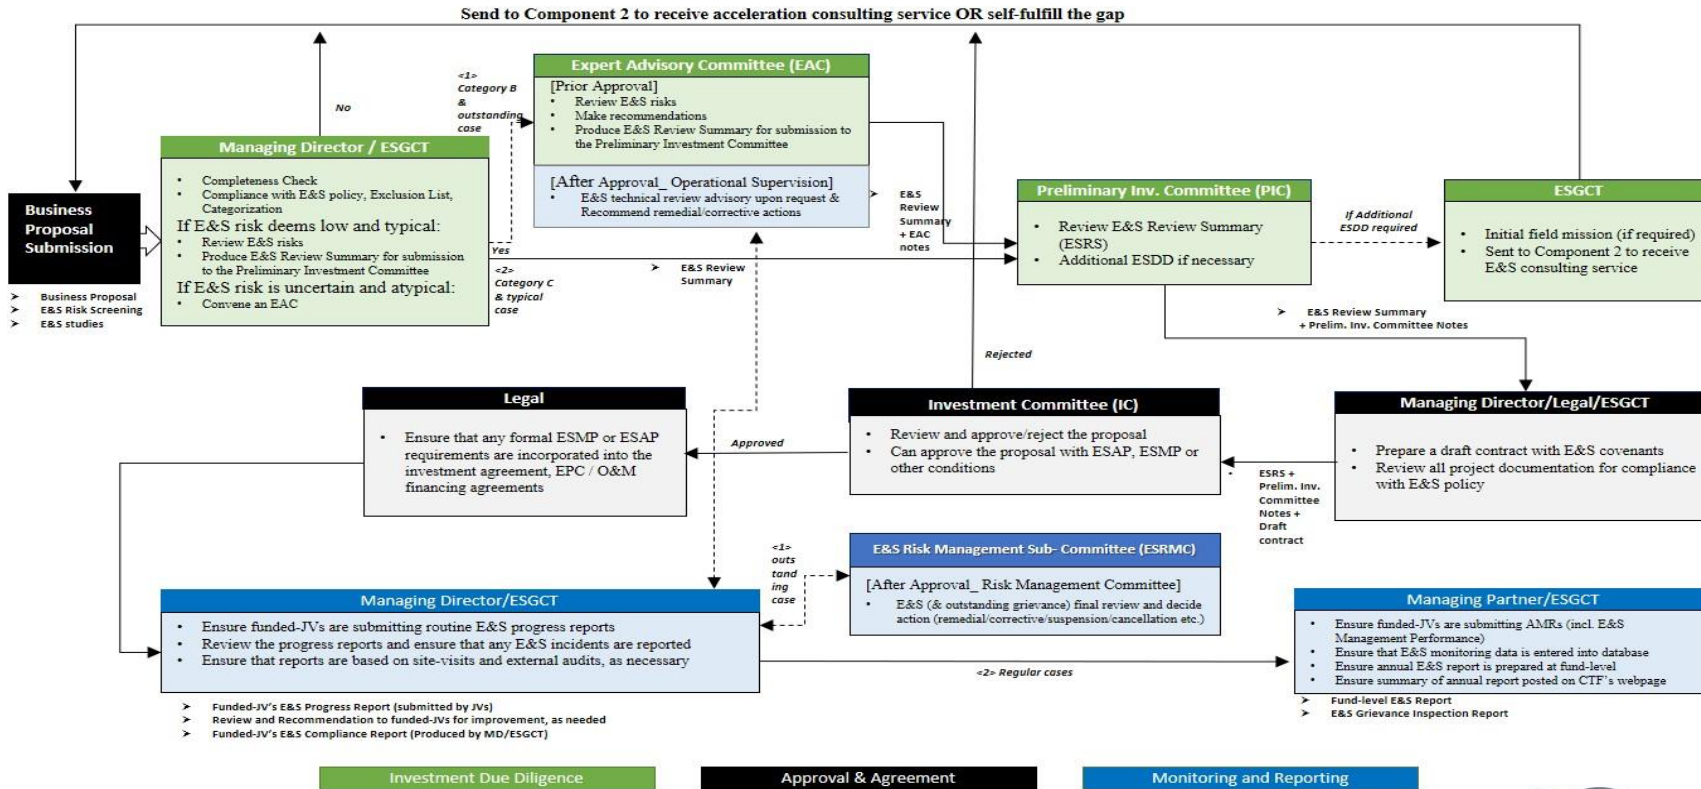 Send to Component 2 to receive acceleration consulting service OR self-fulfill the gap
No
<1>
Category B
&
outstanding
case
Expert Advisory Committee (EAC)
[Prior Approval]
• Review E&S risks
• Make recommendations
• Produce E&S Review Summary for submission to
the Preliminary Investment Committee
[After Approval_ Operational Supervision]
• E&S technical review advisory upon request &
Recommend remedial/corrective actions
Business
Proposal
Submission
➢ Business Proposal
➢ E&S Risk Screening
➢ E&S studies
Managing Director / ESGCT
• Completeness Check
• Compliance with E&S policy, Exclusion List,
Categorization
If E&S risk deems low and typical:
• Review E&S risks
• Produce E&S Review Summary for submission
to the Preliminary Investment Committee
If E&S risk is uncertain and atypical:
• Convene an EAC
Yes
<2>
Category C
& typical
case
➢ E&S Review
Summary
➢ E&S
Review
Summary
+ EAC
notes
Preliminary Inv. Committee (PIC)
• Review E&S Review Summary
(ESRS)
• Additional ESDD if necessary
If Additional
ESDD required
ESGCT
• Initial field mission (if required)
• Sent to Component 2 to receive
E&S consulting service
➢ E&S Review Summary
+ Prelim. Inv. Committee Notes
Rejected
Legal
• Ensure that any formal ESMP or ESAP
requirements are incorporated into the
investment agreement, EPC / O&M
financing agreements
Approved
Investment Committee (IC)
• Review and approve/reject the proposal
• Can approve the proposal with ESAP, ESMP or
other conditions
• ESRS +
Prelim. Inv.
Committee
Notes +
Draft
contract
Managing Director/Legal/ESGCT
• Prepare a draft contract with E&S covenants
• Review all project documentation for compliance
with E&S policy
<1>
outs
tand
ing
case
E&S Risk Management Sub- Committee (ESRMC)
[After Approval_ Risk Management Committee]
• E&S (& outstanding grievance) final review and decide
action (remedial/corrective/suspension/cancellation etc.)
Managing Director/ESGCT
• Ensure funded-JVs are submitting routine E&S progress reports
• Review the progress reports and ensure that any E&S incidents are reported
• Ensure that reports are based on site-visits and external audits, as necessary
➢ Funded-JV's E&S Progress Report (submitted by JVs)
➢ Review and Recommendation to funded-JVs for improvement, as needed
➢ Funded-JV's E&S Compliance Report (Produced by MD/ESGCT)
<2> Regular cases
Managing Partner/ESGCT
• Ensure funded-JVs are submitting AMRs (incl. E&S
Management Performance)
• Ensure that E&S monitoring data is entered into database
• Ensure annual E&S report is prepared at fund-level
• Ensure summary of annual report posted on CTF's webpage
➢ Fund-level E&S Report
➢ E&S Grievance Inspection Report
Investment Due Diligence
Approval & Agreement
Monitoring and Reporting